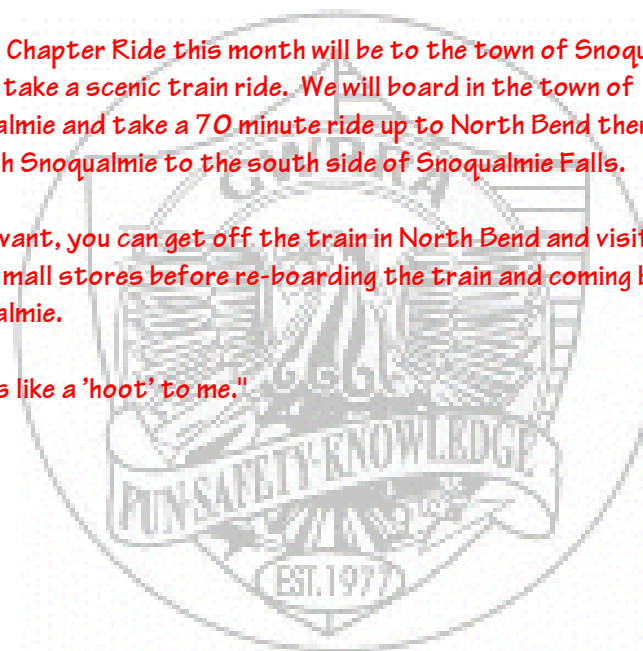 Chapter Ride this month will be to the town of Snoqu
take a scenic train ride. We will board in the town of
almie and take a 70 minute ride up to North Bend then
h Snoqualmie to the south side of Snoqualmie Falls.
vant, you can get off the train in North Bend and visit
mall stores before re-boarding the train and coming b
almie.
s like a 'hoot' to me."
GWRRA
FUN·SAFETY·KNOWLEDGE
EST.1977